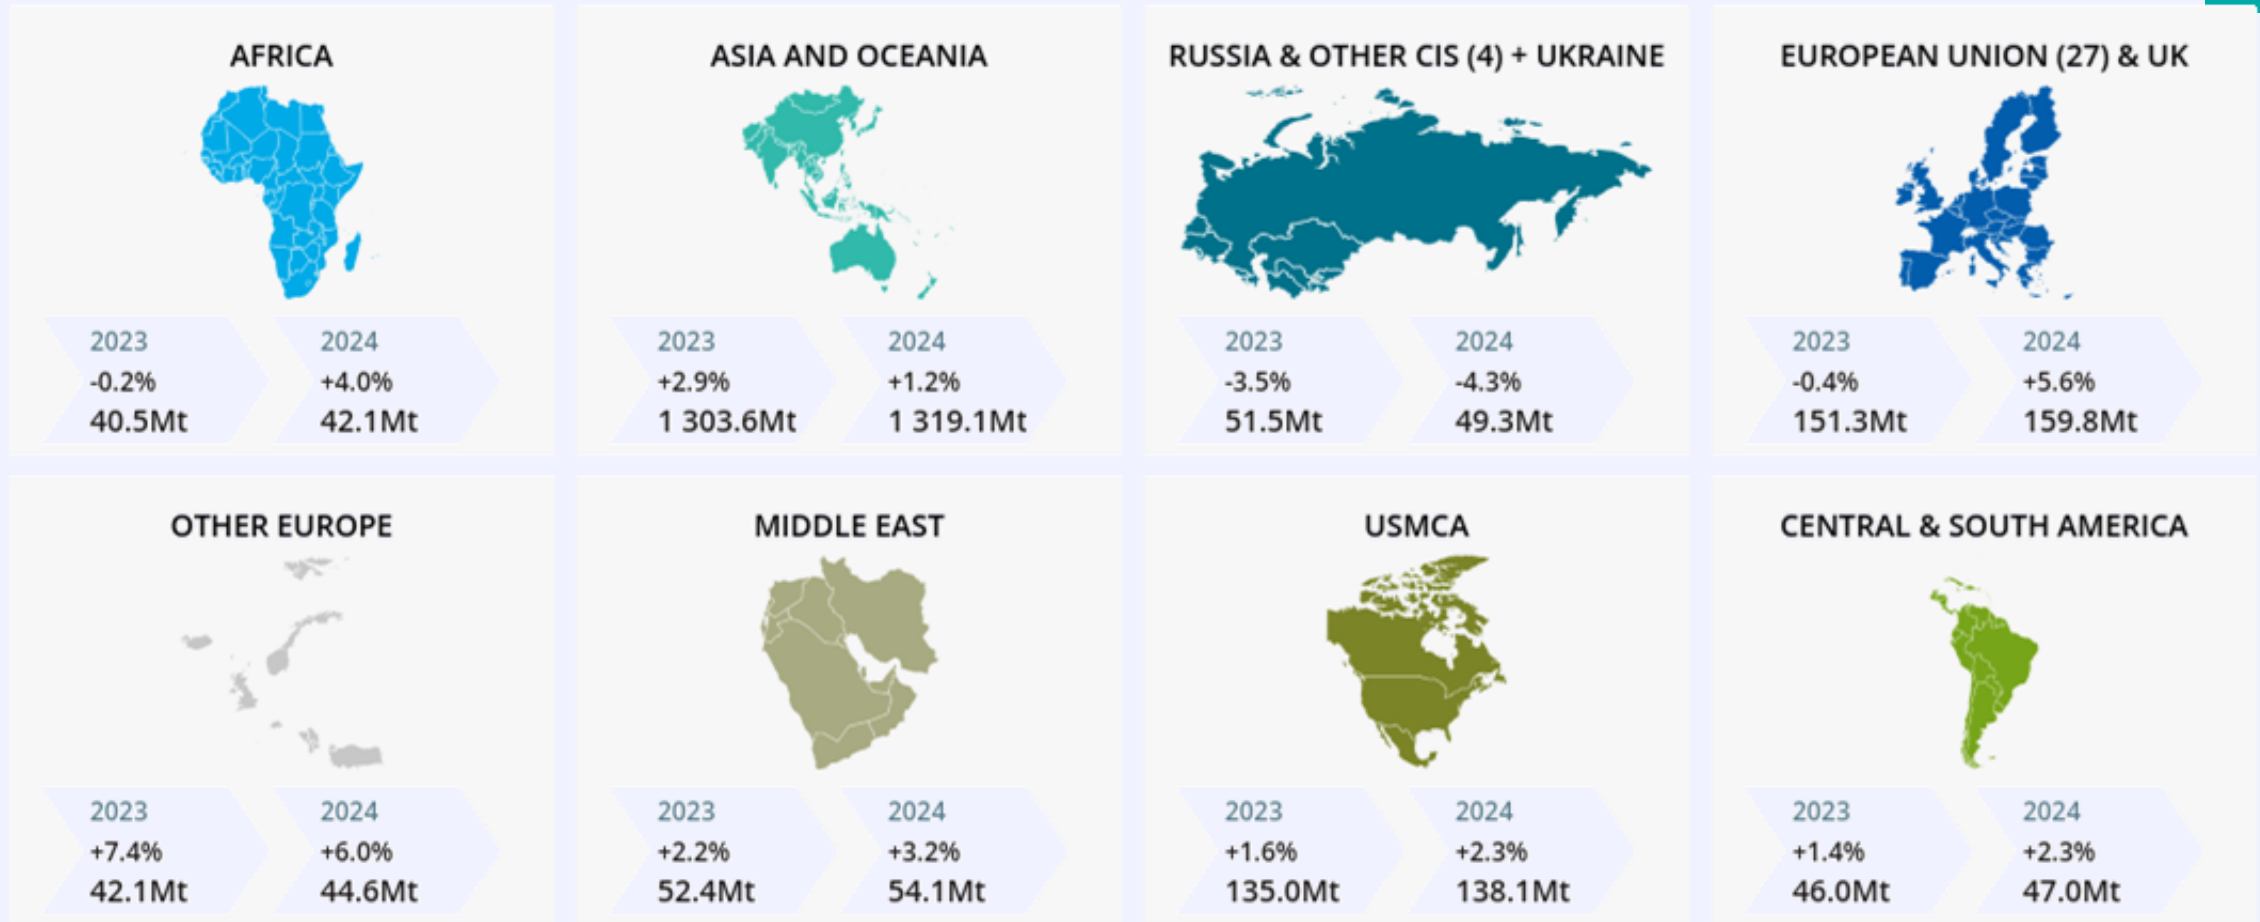 AFRICA
2023
-0.2%
40.5Mt
2024
+4.0%
42.1Mt
ASIA AND OCEANIA
2023
+2.9%
1 303.6Mt
2024
+1.2%
1 319.1Mt
RUSSIA & OTHER CIS (4) + UKRAINE
2023
-3.5%
51.5Mt
2024
-4.3%
49.3Mt
EUROPEAN UNION (27) & UK
2023
-0.4%
151.3Mt
2024
+5.6%
159.8Mt
OTHER EUROPE
2023
+7.4%
42.1Mt
2024
+6.0%
44.6Mt
MIDDLE EAST
2023
+2.2%
52.4Mt
2024
+3.2%
54.1Mt
USMCA
2023
+1.6%
135.0Mt
2024
+2.3%
138.1Mt
CENTRAL & SOUTH AMERICA
2023
+1.4%
46.0Mt
2024
+2.3%
47.0Mt